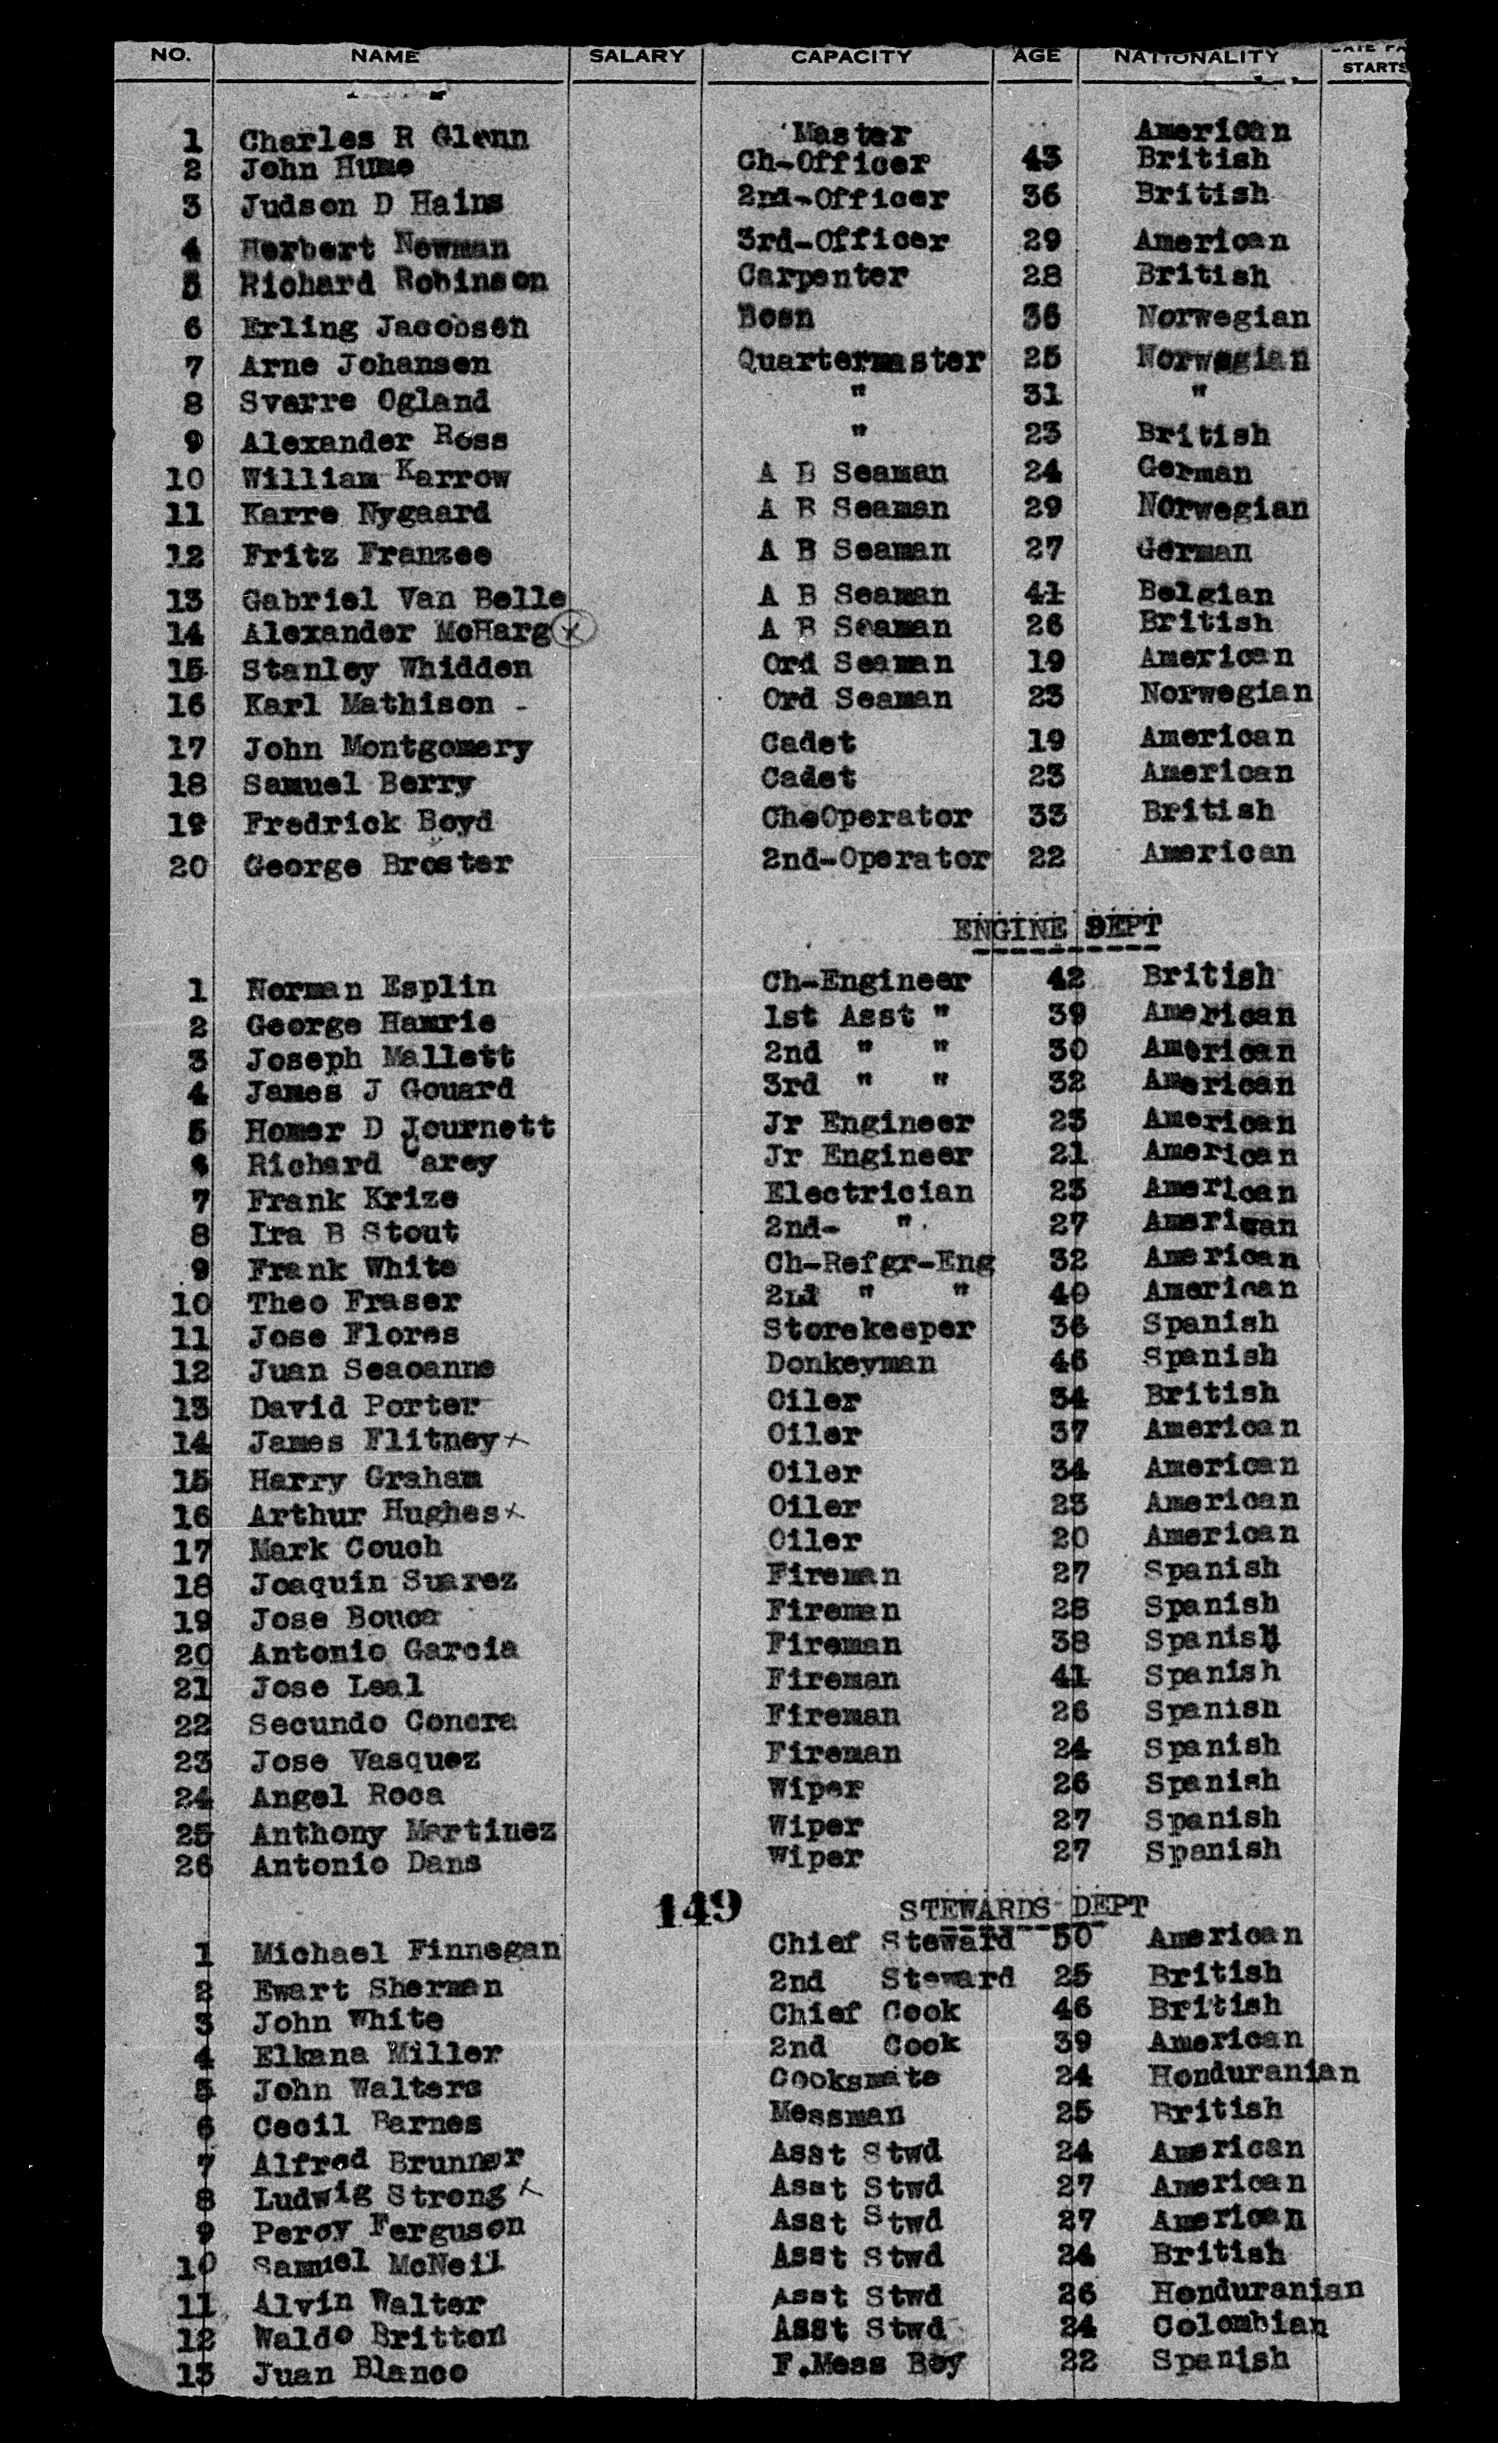 NO. NAME SALARY CAPACITY AGE NATIONALITY STARTS
1 Charles R Glenn Master American
2 John Hume Ch-Officer 43 British
3 Judson D Hains 2nd-Officer 36 British
4 Herbert Newman 3rd-Officer 29 American
5 Richard Robinson Carpenter 28 British
6 Erling Jacobsen Bosn 36 Norwegian
7 Arne Johansen Quartermaster 25 Norwegian
8 Sverre Ogland " 31 "
9 Alexander Ross " 23 British
10 William Karrow A B Seaman 24 German
11 Karre Nygaard A B Seaman 29 Norwegian
12 Fritz Franzee A B Seaman 27 German
13 Gabriel Van Belle A B Seaman 41 Belgian
14 Alexander McHarg x A B Seaman 26 British
15 Stanley Whidden Ord Seaman 19 American
16 Karl Mathison - Ord Seaman 23 Norwegian
17 John Montgomery Cadet 19 American
18 Samuel Berry Cadet 23 American
19 Fredrick Boyd CheOperator 33 British
20 George Broster 2nd-Operator 22 American
ENGINE DEPT
1 Norman Esplin Ch-Engineer 42 British
2 George Hamrie 1st Asst " 39 American
3 Joseph Mallett 2nd " " 30 American
4 James J Gouard 3rd " " 32 American
5 Homer D Journett Jr Engineer 23 American
6 Richard Carey Jr Engineer 21 American
7 Frank Krize Electrician 23 American
8 Ira B Stout 2nd- " 27 American
9 Frank White Ch-Refgr-Eng 32 American
10 Theo Fraser 2nd " " 40 American
11 Jose Flores Storekeeper 36 Spanish
12 Juan Seaoanne Donkeyman 46 Spanish
13 David Porter Oiler 34 British
14 James Flitney x Oiler 37 American
15 Harry Graham Oiler 34 American
16 Arthur Hughes x Oiler 23 American
17 Mark Couch Oiler 20 American
18 Joaquin Suarez Fireman 27 Spanish
19 Jose Bouca Fireman 28 Spanish
20 Antonio Garcia Fireman 38 Spanish
21 Jose Leal Fireman 41 Spanish
22 Secundo Conera Fireman 26 Spanish
23 Jose Vasquez Fireman 24 Spanish
24 Angel Roca Wiper 26 Spanish
25 Anthony Martinez Wiper 27 Spanish
26 Antonio Dans Wiper 27 Spanish
149 STEWARDS DEPT
1 Michael Finnegan Chief Steward 50 American
2 Ewart Sherman 2nd Steward 25 British
3 John White Chief Cook 46 British
4 Elkana Miller 2nd Cook 39 American
5 John Walters Cooksmate 24 Honduranian
6 Cecil Barnes Messman 25 British
7 Alfred Brunner Asst Stwd 24 American
8 Ludwig Strong x Asst Stwd 27 American
9 Percy Ferguson Asst Stwd 27 American
10 Samuel McNeil Asst Stwd 24 British
11 Alvin Walter Asst Stwd 26 Honduranian
12 Waldo Britton Asst Stwd 24 Colombian
13 Juan Blanco F.Mess Boy 22 Spanish